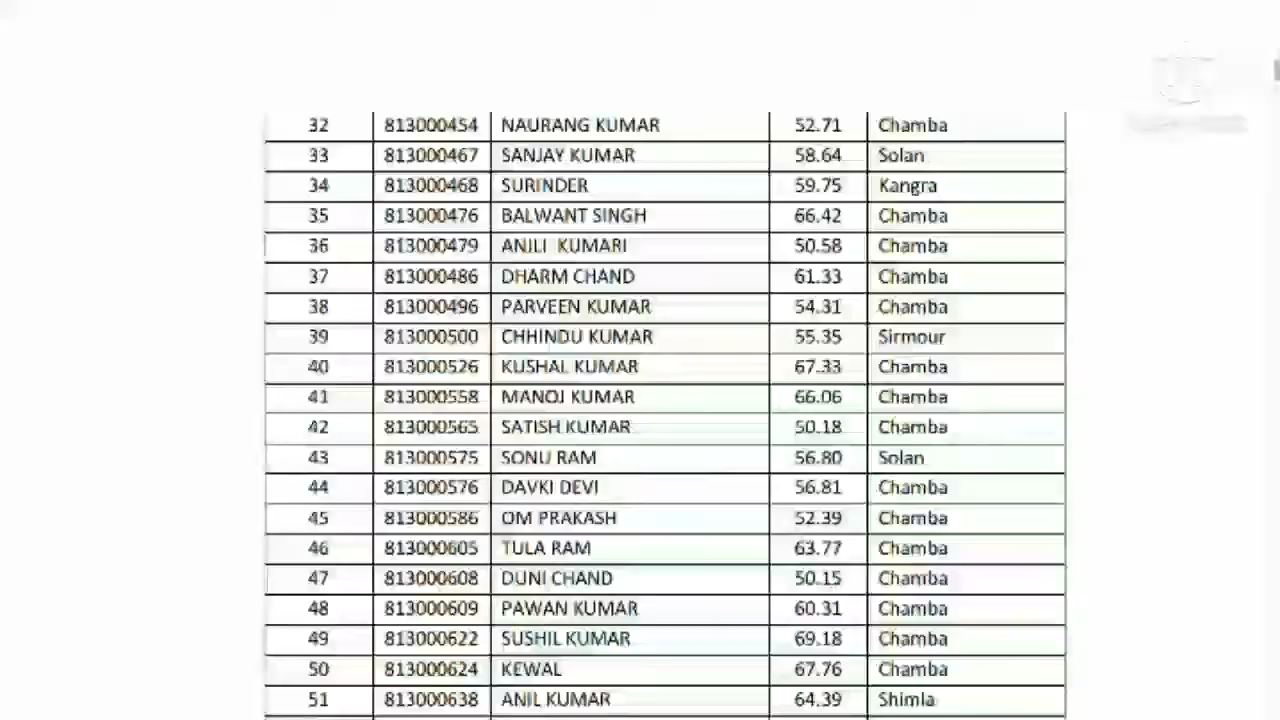 32 813000454 NAURANG KUMAR 52.71 Chamba
33 813000467 SANJAY KUMAR 58.64 Solan
34 813000468 SURINDER 59.75 Kangra
35 813000476 BALWANT SINGH 66.42 Chamba
36 813000479 ANJLI KUMARI 50.58 Chamba
37 813000486 DHARM CHAND 61.33 Chamba
38 813000496 PARVEEN KUMAR 54.31 Chamba
39 813000500 CHHINDU KUMAR 55.35 Sirmour
40 813000526 KUSHAL KUMAR 67.33 Chamba
41 813000558 MANOJ KUMAR 66.06 Chamba
42 813000565 SATISH KUMAR 50.18 Chamba
43 813000575 SONU RAM 56.80 Solan
44 813000576 DAVKI DEVI 56.81 Chamba
45 813000586 OM PRAKASH 52.39 Chamba
46 813000605 TULA RAM 63.77 Chamba
47 813000608 DUNI CHAND 50.15 Chamba
48 813000609 PAWAN KUMAR 60.31 Chamba
49 813000622 SUSHIL KUMAR 69.18 Chamba
50 813000624 KEWAL 67.76 Chamba
51 813000638 ANIL KUMAR 64.39 Shimla